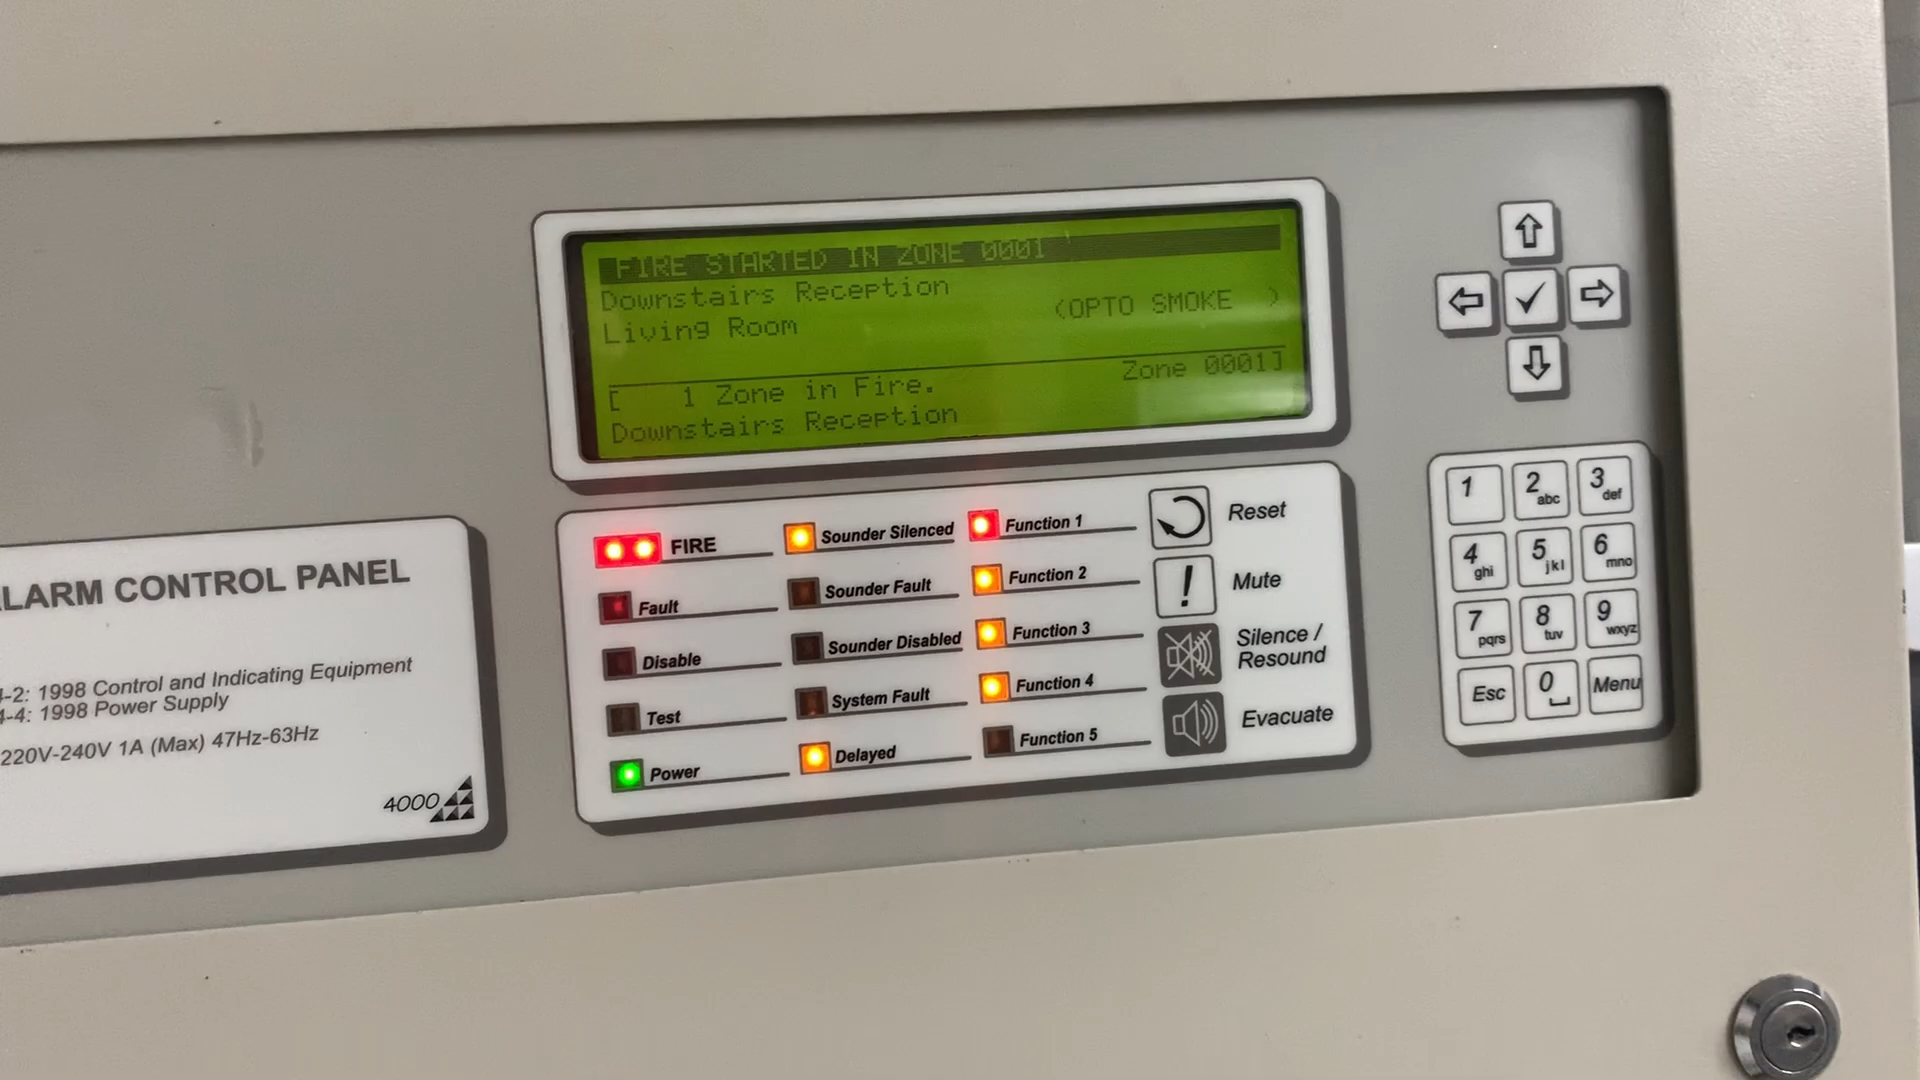 FIRE STARTED IN ZONE 0001
Downstairs Reception
Living Room (OPTO SMOKE )
[ 1 Zone in Fire. Zone 0001]
Downstairs Reception
LARM CONTROL PANEL
4-2: 1998 Control and Indicating Equipment
4-4: 1998 Power Supply
220V-240V 1A (Max) 47Hz-63Hz
4000
FIRE
Fault
Disable
Test
Power
Sounder Silenced
Sounder Fault
Sounder Disabled
System Fault
Delayed
Function 1
Function 2
Function 3
Function 4
Function 5
Reset
! Mute
Silence /
Resound
Evacuate
1 2 abc 3 def
4 ghi 5 jkl 6 mno
7 pqrs 8 tuv 9 wxyz
Esc 0 Menu